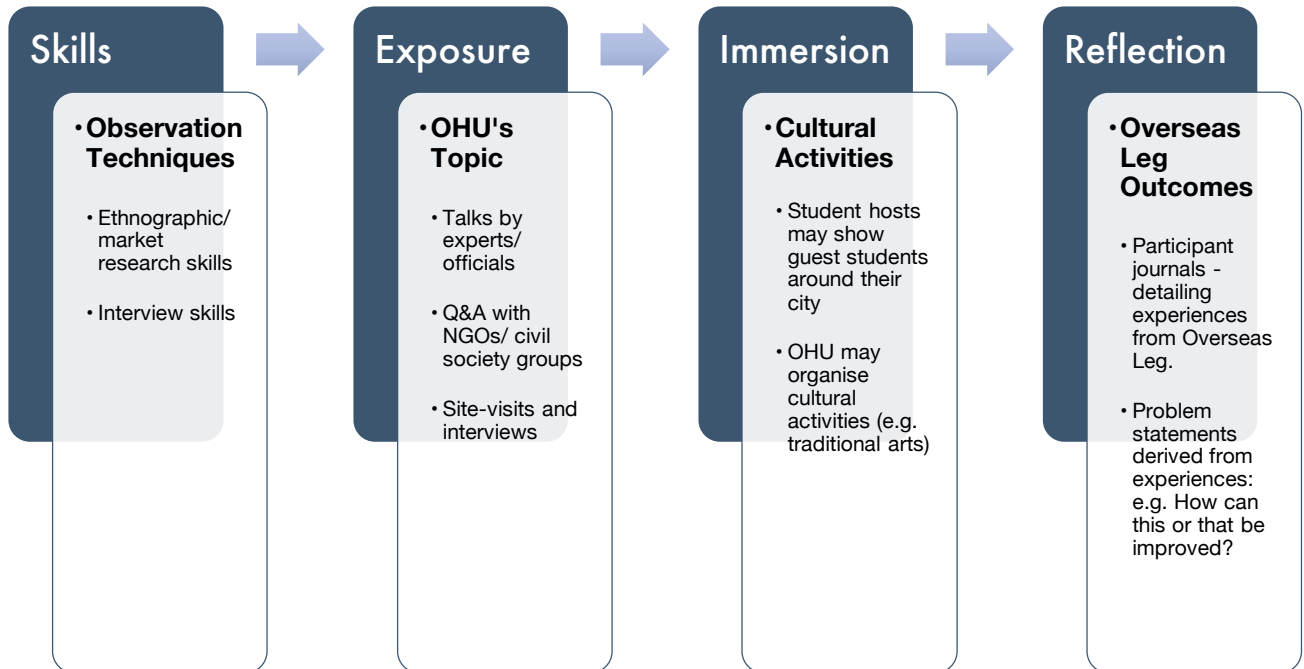 Skills
• Observation
Techniques
• Ethnographic/
market
research skills
• Interview skills
Exposure
• OHU's
Topic
• Talks by
experts/
officials
• Q&A with
NGOs/ civil
society groups
• Site-visits and
interviews
Immersion
• Cultural
Activities
• Student hosts
may show
guest students
around their
city
• OHU may
organise
cultural
activities (e.g.
traditional arts)
Reflection
• Overseas
Leg
Outcomes
• Participant
journals -
detailing
experiences
from Overseas
Leg.
• Problem
statements
derived from
experiences:
e.g. How can
this or that be
improved?